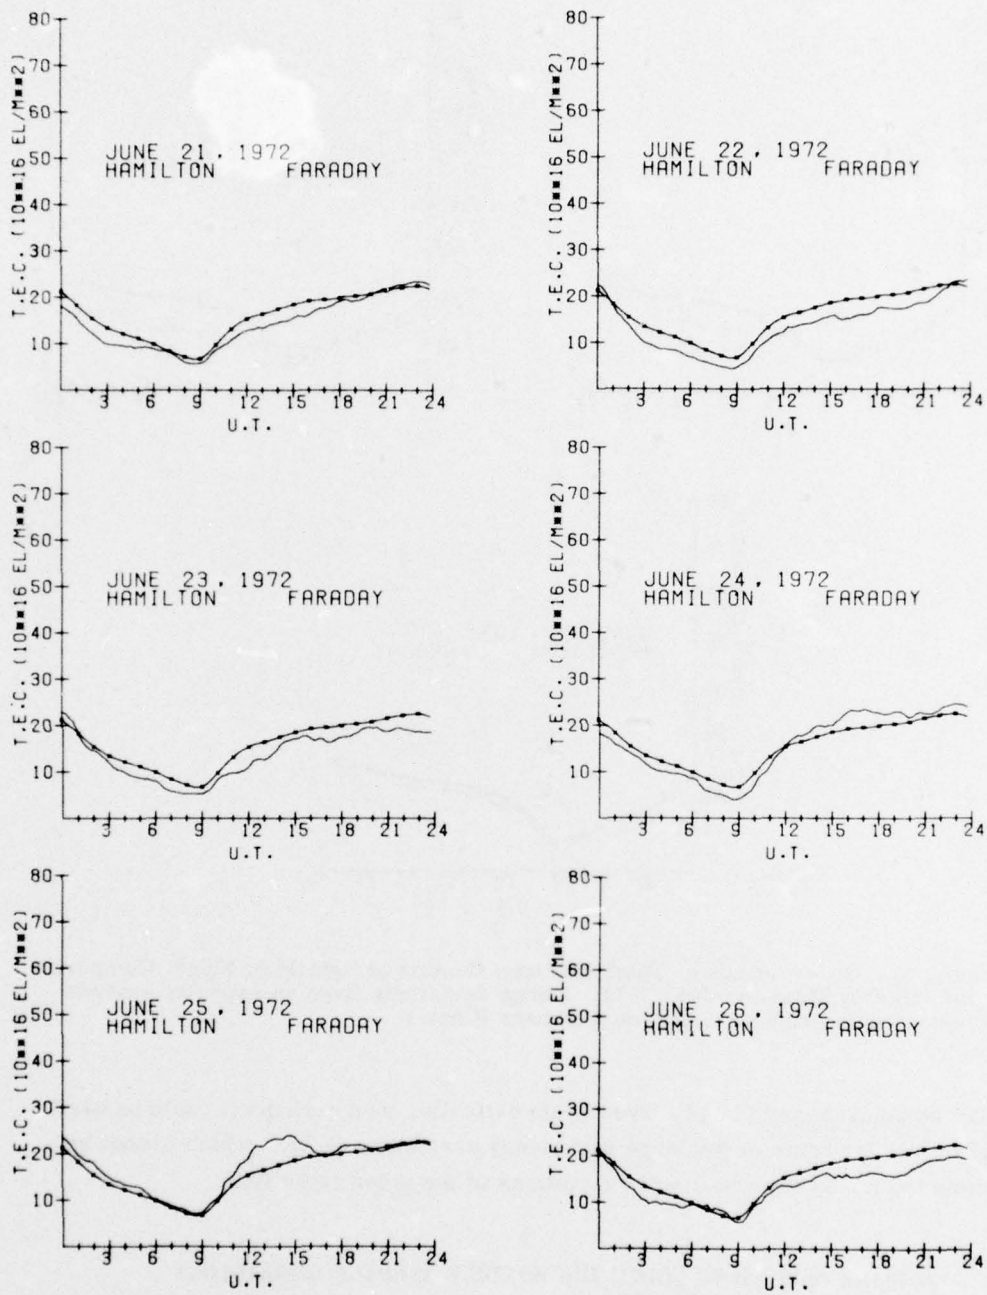 80
70
60
50
40
30
20
10
T.E.C. (10**16 EL/M**2)
JUNE 21, 1972
HAMILTON FARADAY
3 6 9 12 15 18 21 24
U.T.
80
70
60
50
40
30
20
10
T.E.C. (10**16 EL/M**2)
JUNE 22, 1972
HAMILTON FARADAY
3 6 9 12 15 18 21 24
U.T.
80
70
60
50
40
30
20
10
T.E.C. (10**16 EL/M**2)
JUNE 23, 1972
HAMILTON FARADAY
3 6 9 12 15 18 21 24
U.T.
80
70
60
50
40
30
20
10
T.E.C. (10**16 EL/M**2)
JUNE 24, 1972
HAMILTON FARADAY
3 6 9 12 15 18 21 24
U.T.
80
70
60
50
40
30
20
10
T.E.C. (10**16 EL/M**2)
JUNE 25, 1972
HAMILTON FARADAY
3 6 9 12 15 18 21 24
U.T.
80
70
60
50
40
30
20
10
T.E.C. (10**16 EL/M**2)
JUNE 26, 1972
HAMILTON FARADAY
3 6 9 12 15 18 21 24
U.T.